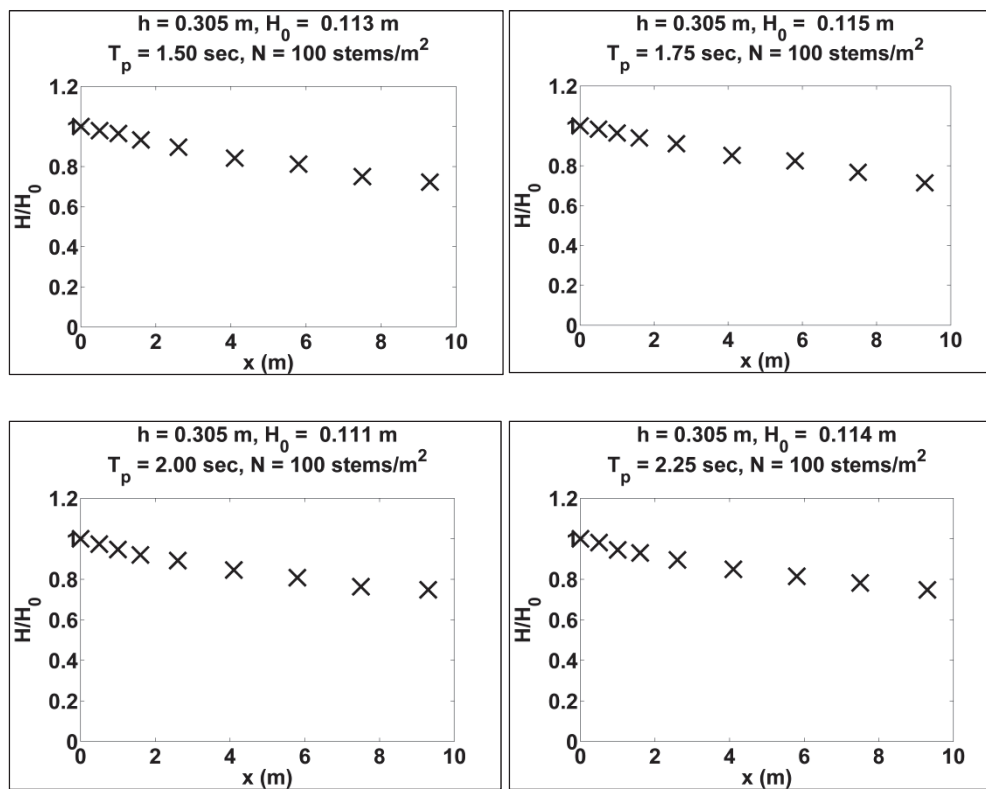 h = 0.305 m, H₀ = 0.113 m
Tₚ = 1.50 sec, N = 100 stems/m²
1.2
1
0.8
0.6
0.4
0.2
0
H/H₀
0 2 4 6 8 10
x (m)
h = 0.305 m, H₀ = 0.115 m
Tₚ = 1.75 sec, N = 100 stems/m²
1.2
1
0.8
0.6
0.4
0.2
0
H/H₀
0 2 4 6 8 10
x (m)
h = 0.305 m, H₀ = 0.111 m
Tₚ = 2.00 sec, N = 100 stems/m²
1.2
1
0.8
0.6
0.4
0.2
0
H/H₀
0 2 4 6 8 10
x (m)
h = 0.305 m, H₀ = 0.114 m
Tₚ = 2.25 sec, N = 100 stems/m²
1.2
1
0.8
0.6
0.4
0.2
0
H/H₀
0 2 4 6 8 10
x (m)